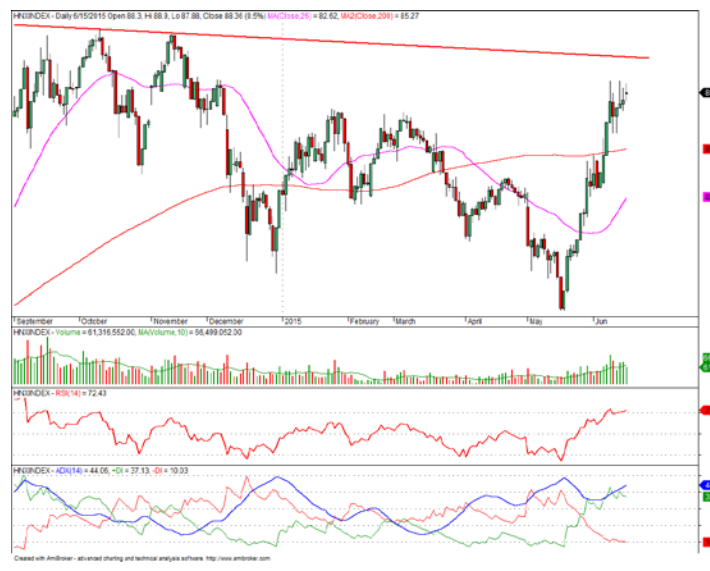 HNXINDEX - Daily 6/15/2015 Open 88.3, Hi 88.9, Lo 87.88, Close 88.36 (0.5%) MA(Close,25) = 82.62, MA2(Close,200) = 85.27
September October November December 2015 February March April May Jun
HNXINDEX - Volume = 61,316,552.00, MA(Volume,10) = 56,499,052.00
HNXINDEX - RSI(14) = 72.43
HNXINDEX - ADX(14) = 44.06, +DI = 37.13, -DI = 10.03
Created with AmiBroker - advanced charting and technical analysis software. http://www.amibroker.com